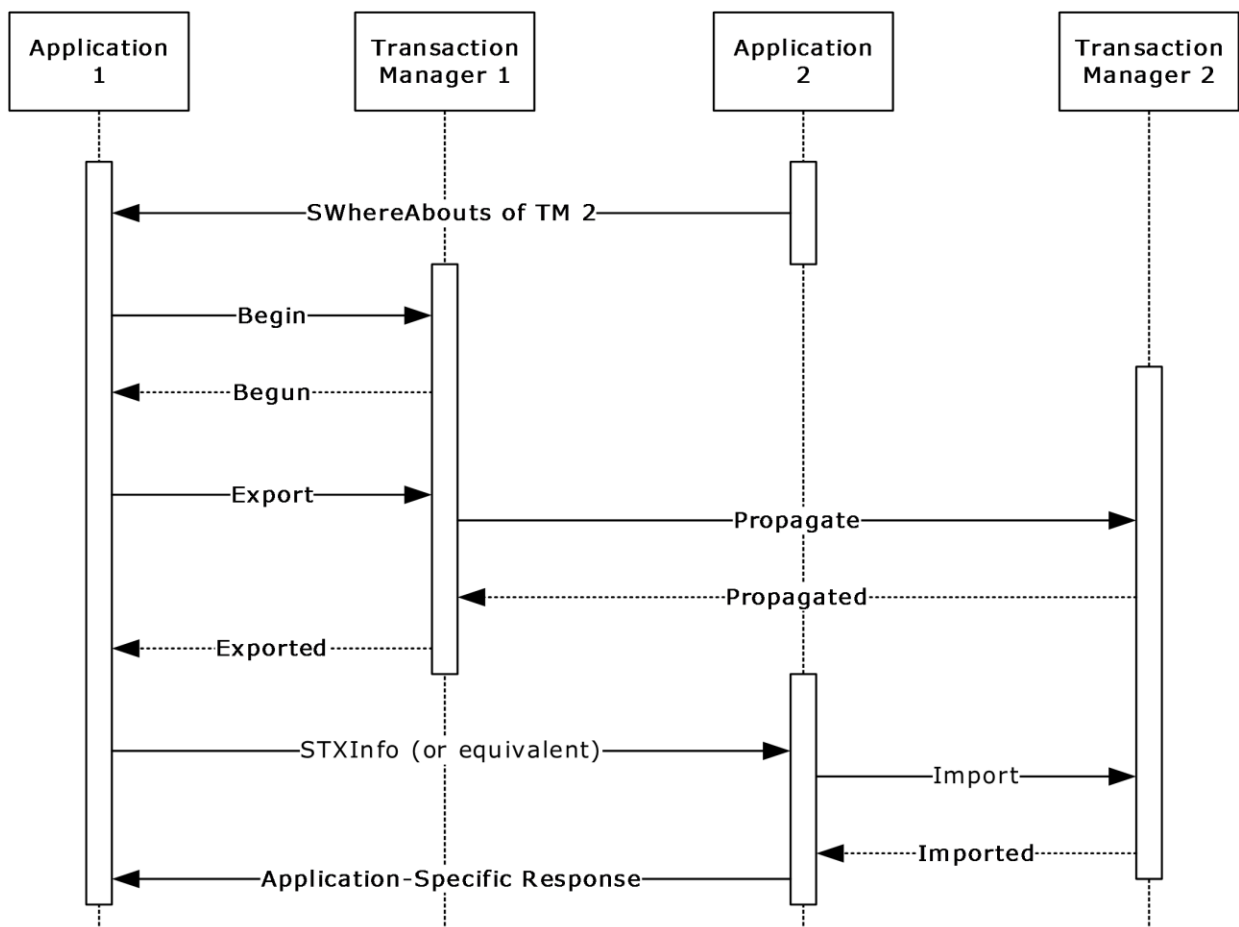 Application
1
Transaction
Manager 1
Application
2
Transaction
Manager 2
SWhereAbouts of TM 2
Begin
Begun
Export
Propagate
Propagated
Exported
STXInfo (or equivalent)
Import
Imported
Application-Specific Response